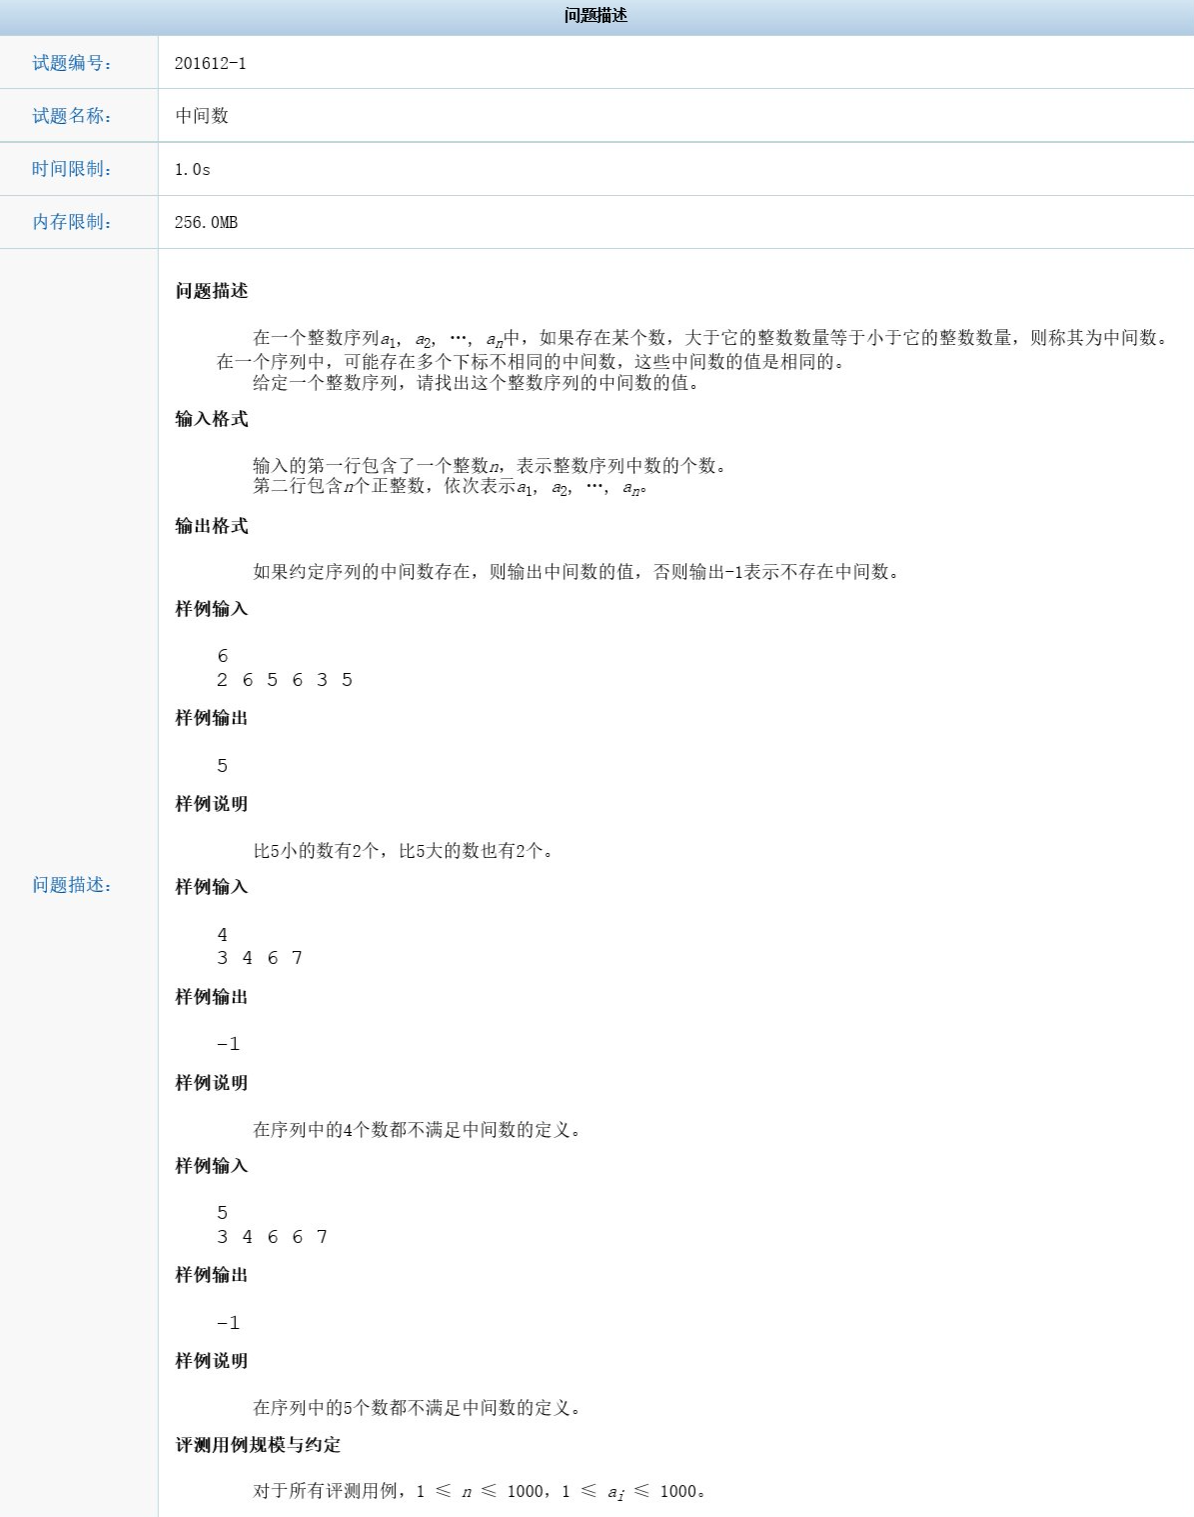 问题描述
试题编号：
201612-1
试题名称：
中间数
时间限制：
1.0s
内存限制：
256.0MB
问题描述：
问题描述
在一个整数序列a1, a2, …, an中，如果存在某个数，大于它的整数数量等于小于它的整数数量，则称其为中间数。
在一个序列中，可能存在多个下标不相同的中间数，这些中间数的值是相同的。
给定一个整数序列，请找出这个整数序列的中间数的值。
输入格式
输入的第一行包含了一个整数n，表示整数序列中数的个数。
第二行包含n个正整数，依次表示a1, a2, …, an。
输出格式
如果约定序列的中间数存在，则输出中间数的值，否则输出-1表示不存在中间数。
样例输入
6
2 6 5 6 3 5
样例输出
5
样例说明
比5小的数有2个，比5大的数也有2个。
样例输入
4
3 4 6 7
样例输出
-1
样例说明
在序列中的4个数都不满足中间数的定义。
样例输入
5
3 4 6 6 7
样例输出
-1
样例说明
在序列中的5个数都不满足中间数的定义。
评测用例规模与约定
对于所有评测用例，1 ≤ n ≤ 1000，1 ≤ ai ≤ 1000。